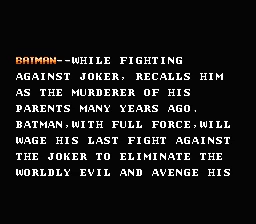 BATMAN--WHILE FIGHTING
AGAINST JOKER, RECALLS HIM
AS THE MURDERER OF HIS
PARENTS MANY YEARS AGO.
BATMAN,WITH FULL FORCE,WILL
WAGE HIS LAST FIGHT AGAINST
THE JOKER TO ELIMINATE THE
WORLDLY EVIL AND AVENGE HIS